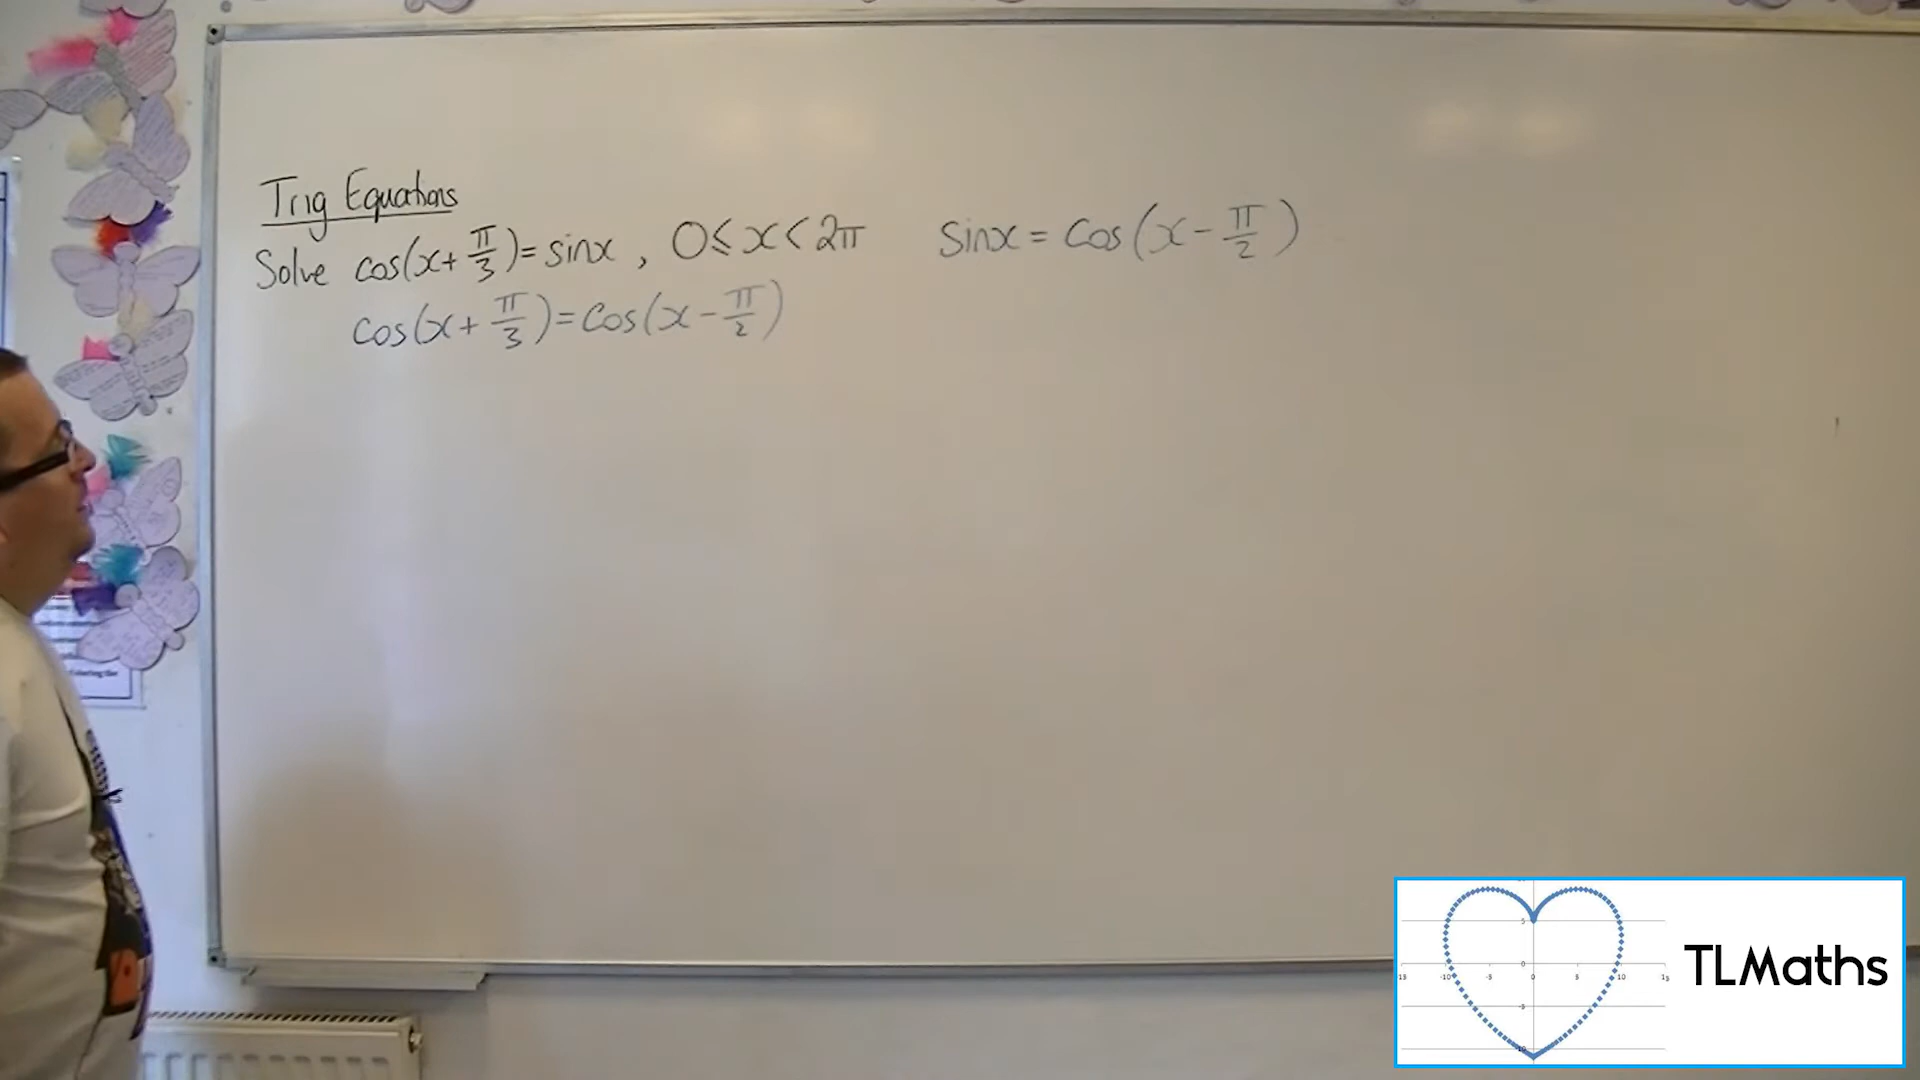 Trig Equations
Solve cos(x+π/3)=sinx , 0≤x<2π
sinx=cos(x-π/2)
cos(x+π/3)=cos(x-π/2)
TLMaths